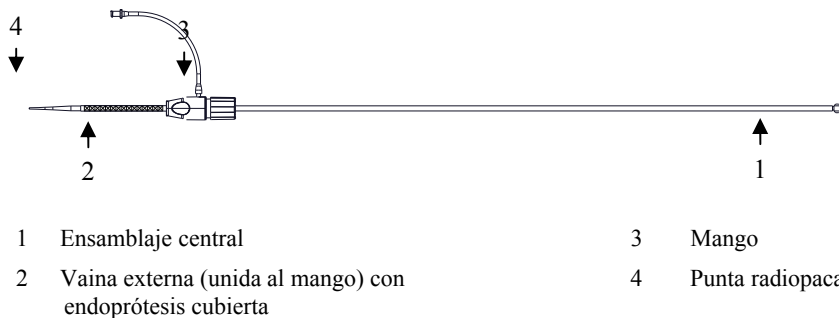 4
3
2
1
1 Ensamblaje central
3 Mango
2 Vaina externa (unida al mango) con
endoprótesis cubierta
4 Punta radiopaca